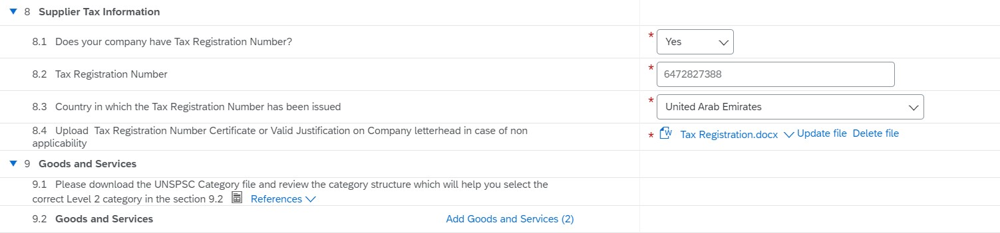 8 Supplier Tax Information
8.1 Does your company have Tax Registration Number? * Yes
8.2 Tax Registration Number * 6472827388
8.3 Country in which the Tax Registration Number has been issued * United Arab Emirates
8.4 Upload Tax Registration Number Certificate or Valid Justification on Company letterhead in case of non
applicability * Tax Registration.docx Update file Delete file
9 Goods and Services
9.1 Please download the UNSPSC Category file and review the category structure which will help you select the
correct Level 2 category in the section 9.2 References
9.2 Goods and Services Add Goods and Services (2)